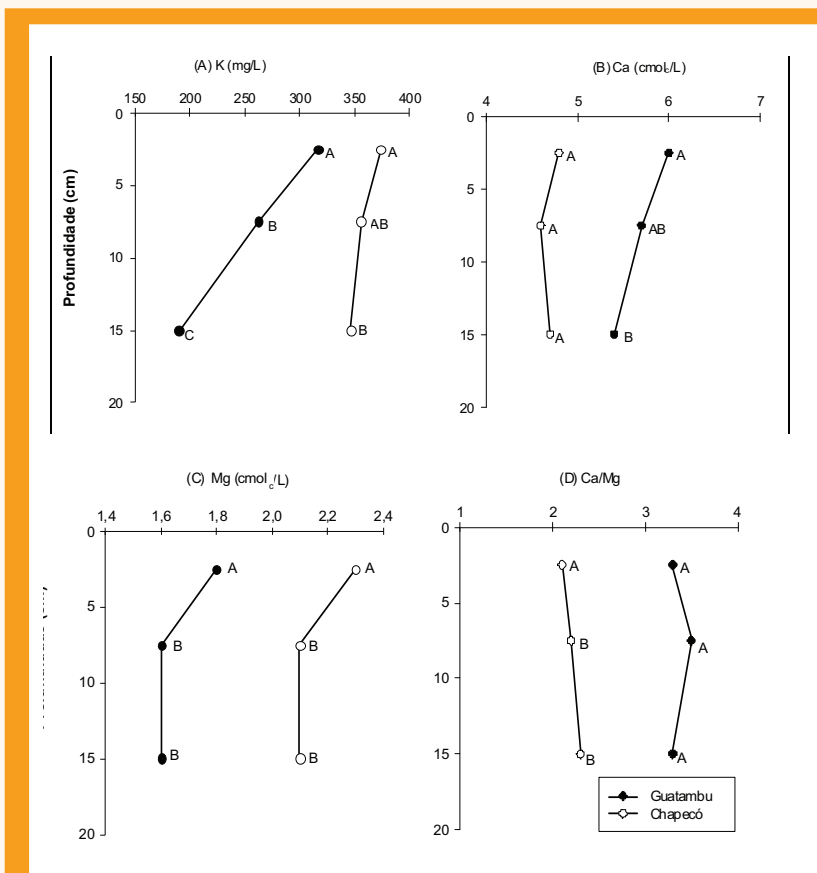 (A) K (mg/L)
150 200 250 300 350 400
0
5
10
15
20
Profundidade (cm)
A A
B AB
C B
(B) Ca (cmolc/L)
4 5 6 7
0
5
10
15
20
A A
A AB
A B
(C) Mg (cmolc/L)
1,4 1,6 1,8 2,0 2,2 2,4
0
5
10
15
20
A A
B B
B B
(D) Ca/Mg
1 2 3 4
0
5
10
15
20
A A
B A
B A
Guatambu
Chapecó